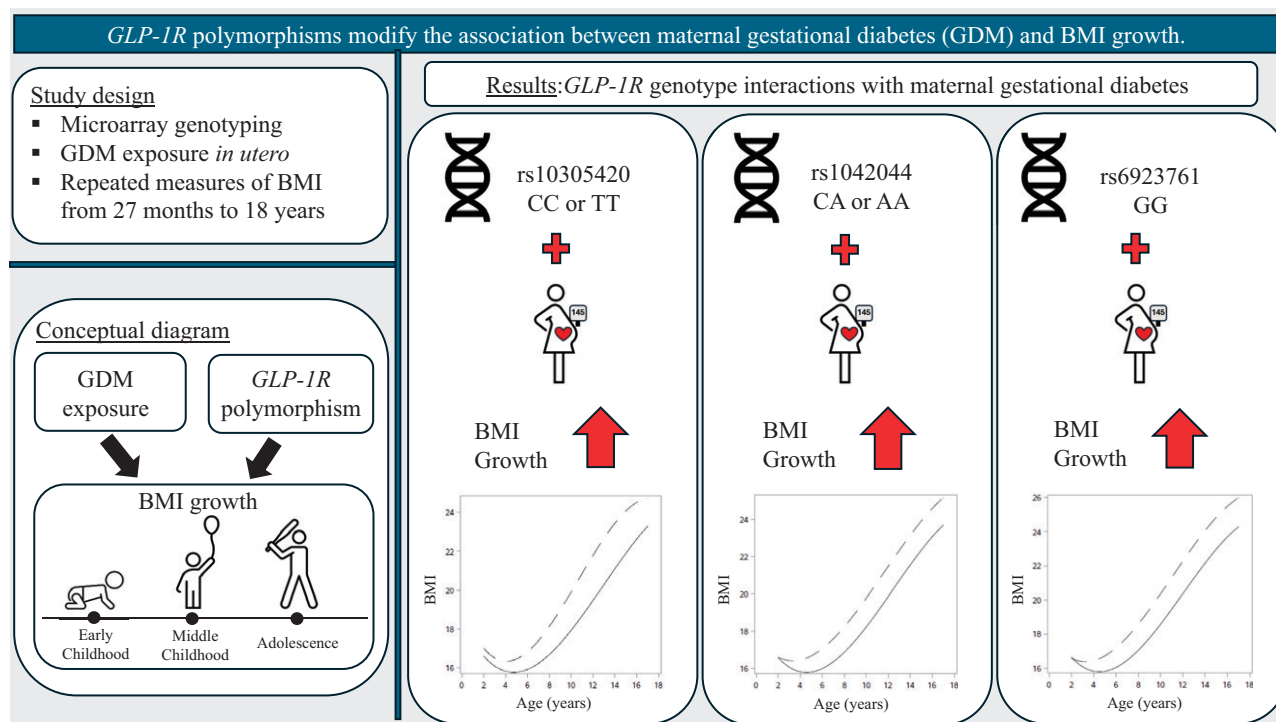 GLP-1R polymorphisms modify the association between maternal gestational diabetes (GDM) and BMI growth.
Study design
▪ Microarray genotyping
▪ GDM exposure in utero
▪ Repeated measures of BMI
from 27 months to 18 years
Conceptual diagram
GDM
exposure
GLP-1R
polymorphism
BMI growth
Early
Childhood
Middle
Childhood
Adolescence
Results:GLP-1R genotype interactions with maternal gestational diabetes
rs10305420
CC or TT
145
BMI
Growth
24
22
20
18
16
BMI
0 2 4 6 8 10 12 14 16 18
Age (years)
rs1042044
CA or AA
145
BMI
Growth
24
22
20
18
16
BMI
0 2 4 6 8 10 12 14 16 18
Age (years)
rs6923761
GG
145
BMI
Growth
26
24
22
20
18
16
BMI
0 2 4 6 8 10 12 14 16 18
Age (years)